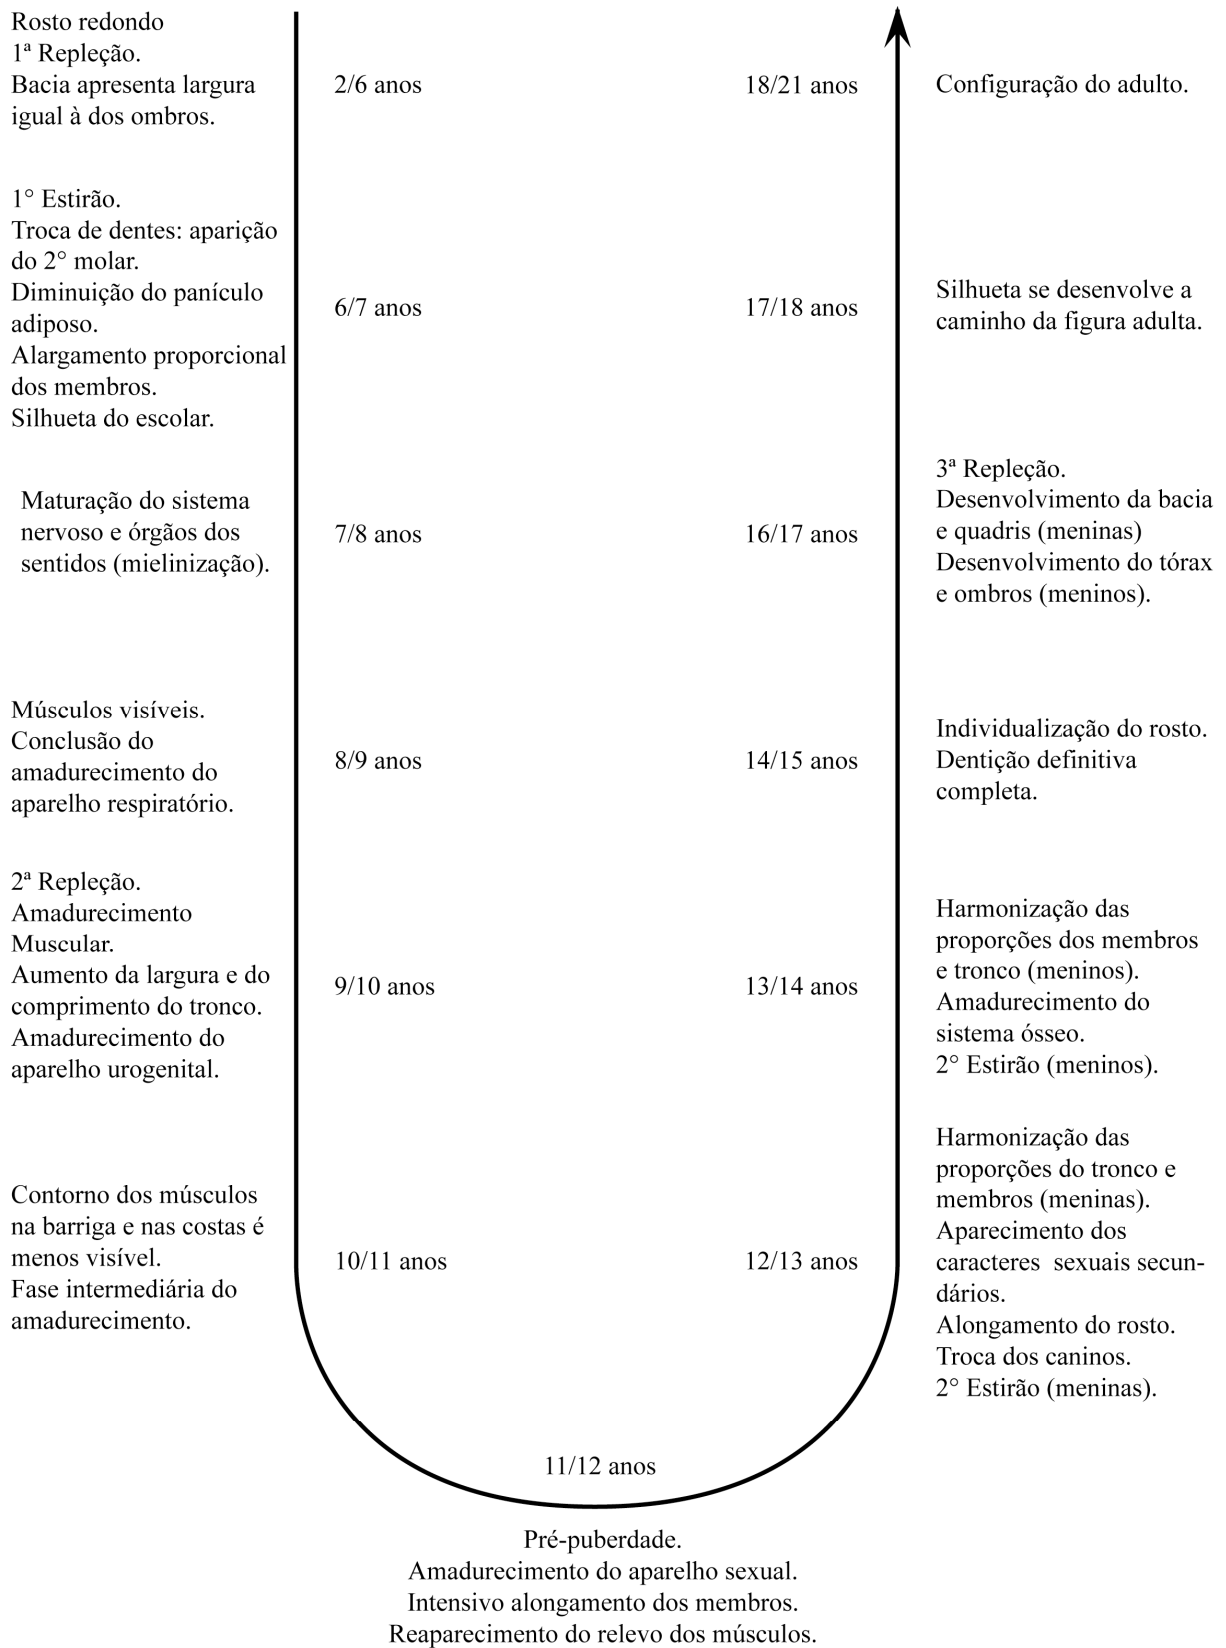 Rosto redondo
1ª Repleção.
Bacia apresenta largura
igual à dos ombros.
2/6 anos
1° Estirão.
Troca de dentes: aparição
do 2° molar.
Diminuição do panículo
adiposo.
Alargamento proporcional
dos membros.
Silhueta do escolar.
6/7 anos
Maturação do sistema
nervoso e órgãos dos
sentidos (mielinização).
7/8 anos
Músculos visíveis.
Conclusão do
amadurecimento do
aparelho respiratório.
8/9 anos
2ª Repleção.
Amadurecimento
Muscular.
Aumento da largura e do
comprimento do tronco.
Amadurecimento do
aparelho urogenital.
9/10 anos
Contorno dos músculos
na barriga e nas costas é
menos visível.
Fase intermediária do
amadurecimento.
10/11 anos
11/12 anos
Pré-puberdade.
Amadurecimento do aparelho sexual.
Intensivo alongamento dos membros.
Reaparecimento do relevo dos músculos.
12/13 anos
Harmonização das
proporções do tronco e
membros (meninas).
Aparecimento dos
caracteres sexuais secun-
dários.
Alongamento do rosto.
Troca dos caninos.
2° Estirão (meninas).
13/14 anos
Harmonização das
proporções dos membros
e tronco (meninos).
Amadurecimento do
sistema ósseo.
2° Estirão (meninos).
14/15 anos
Individualização do rosto.
Dentição definitiva
completa.
16/17 anos
3ª Repleção.
Desenvolvimento da bacia
e quadris (meninas)
Desenvolvimento do tórax
e ombros (meninos).
17/18 anos
Silhueta se desenvolve a
caminho da figura adulta.
18/21 anos
Configuração do adulto.